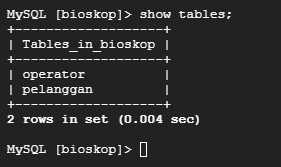 MySQL [bioskop]> show tables;
+-------------------+
| Tables_in_bioskop |
+-------------------+
| operator          |
| pelanggan         |
+-------------------+
2 rows in set (0.004 sec)

MySQL [bioskop]>